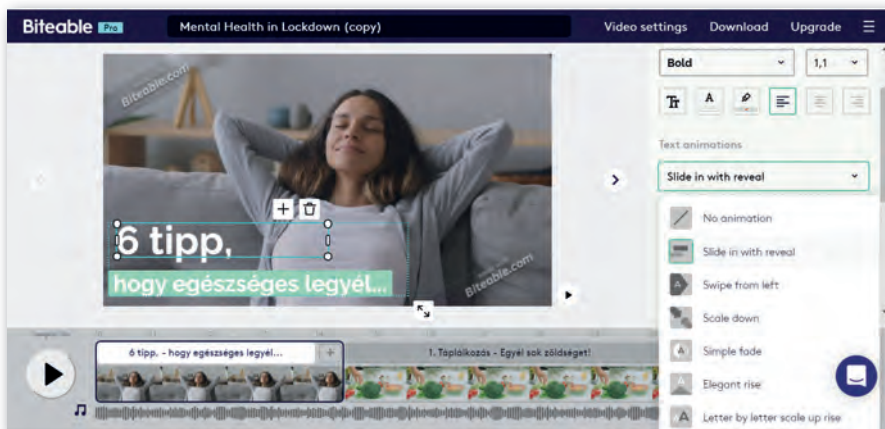 Biteable Pro Mental Health in Lockdown (copy) Video settings Download Upgrade
Biteable.com
6 tipp,
hogy egészséges legyél...
Biteable.com
Bold 1,1
Tr A
Text animations
Slide in with reveal
No animation
Slide in with reveal
Swipe from left
Scale down
Simple fade
Elegant rise
Letter by letter scale up rise
6 tipp, - hogy egészséges legyél... +
1. Táplálkozás - Egyél sok zöldséget!